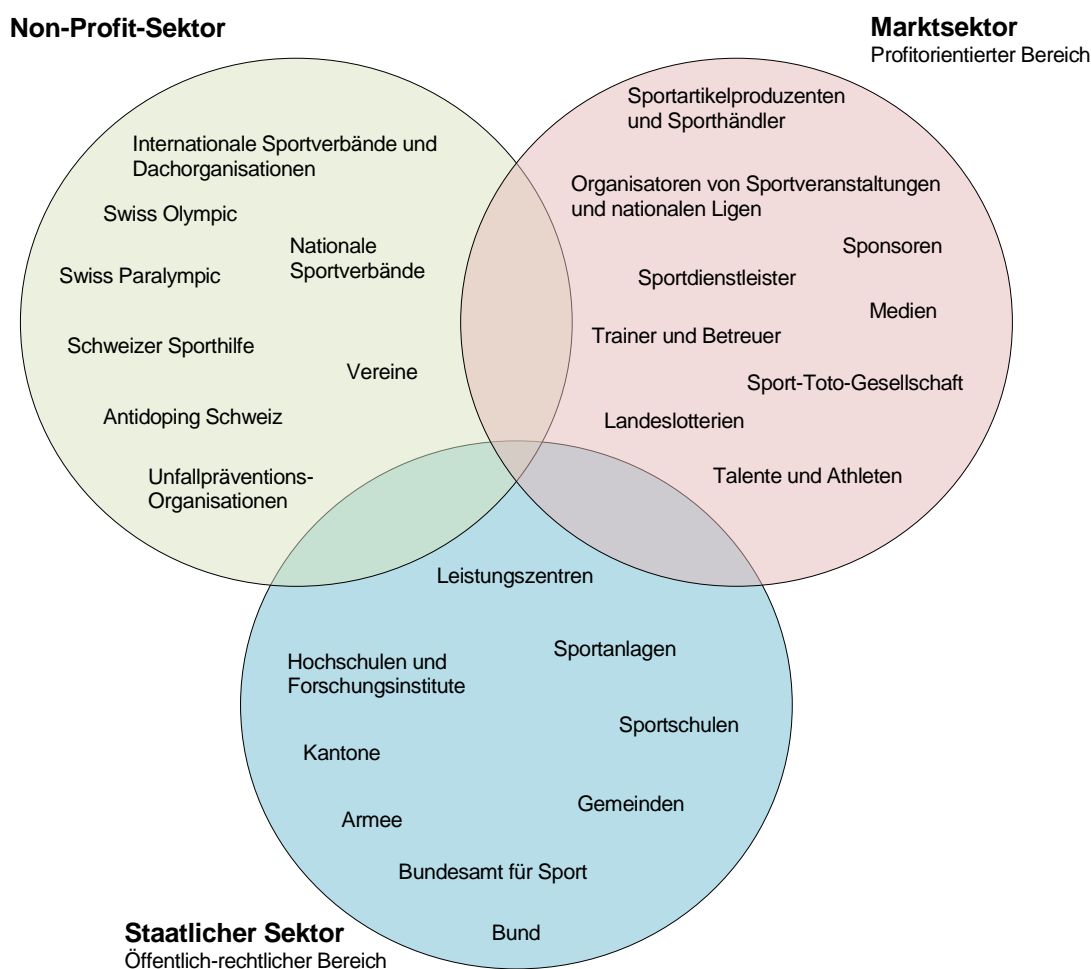 Non-Profit-Sektor
Marktsektor
Profitorientierter Bereich
Internationale Sportverbände und
Dachorganisationen
Swiss Olympic
Nationale
Sportverbände
Swiss Paralympic
Schweizer Sporthilfe
Vereine
Antidoping Schweiz
Unfallpräventions-
Organisationen
Sportartikelproduzenten
und Sporthändler
Organisatoren von Sportveranstaltungen
und nationalen Ligen
Sponsoren
Sportdienstleister
Medien
Trainer und Betreuer
Sport-Toto-Gesellschaft
Landeslotterien
Talente und Athleten
Leistungszentren
Sportanlagen
Hochschulen und
Forschungsinstitute
Sportschulen
Kantone
Gemeinden
Armee
Bundesamt für Sport
Bund
Staatlicher Sektor
Öffentlich-rechtlicher Bereich